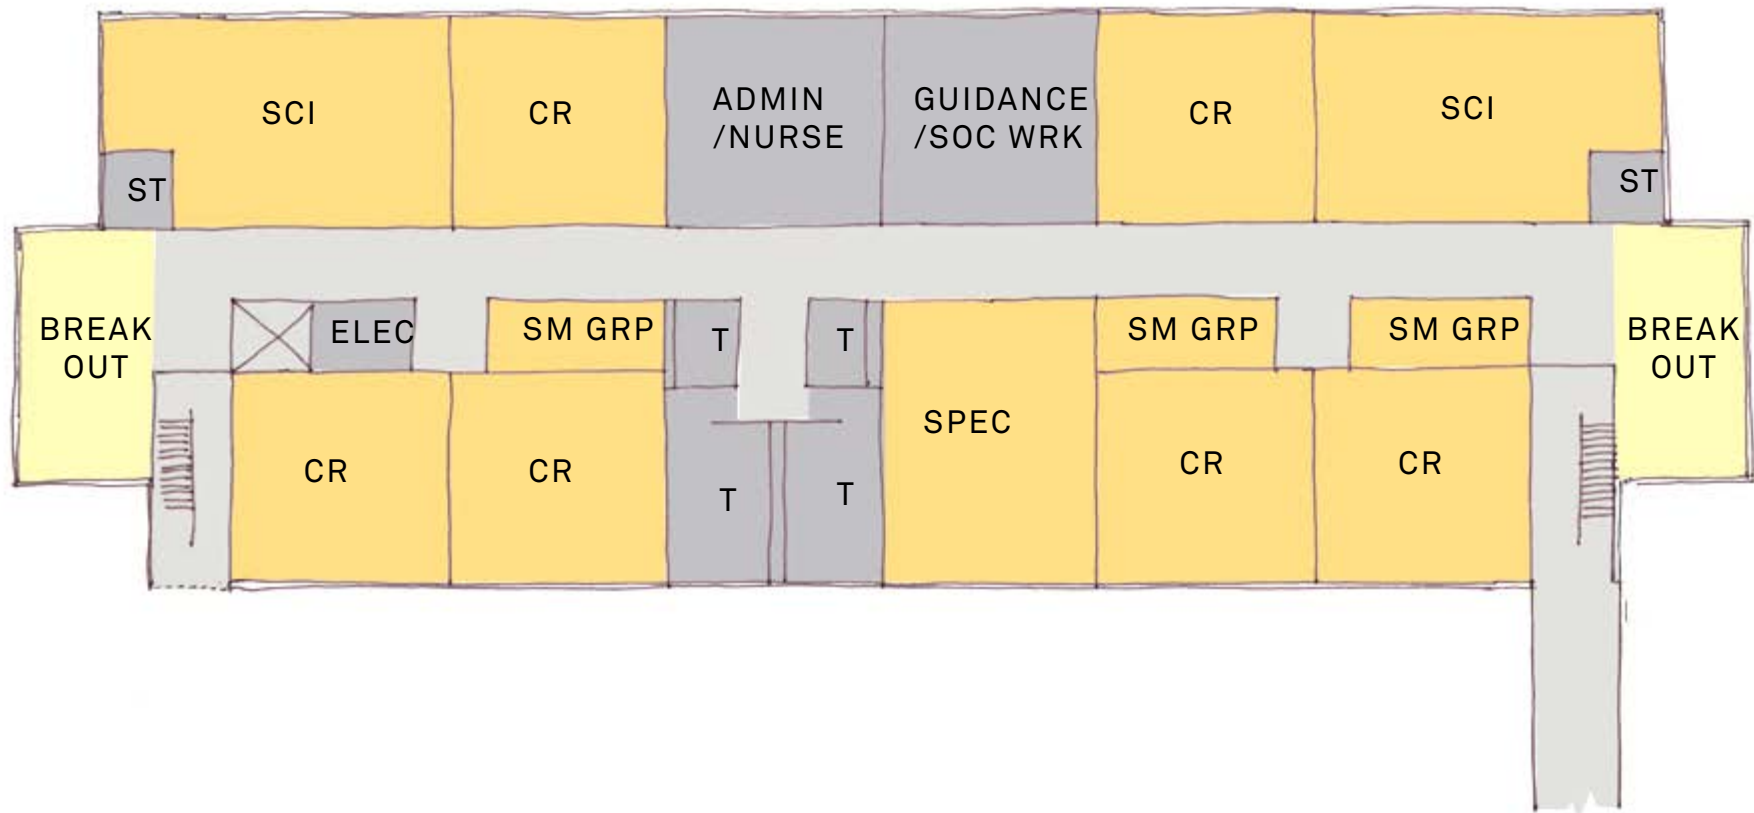 SCI
CR
ADMIN
/NURSE
GUIDANCE
/SOC WRK
CR
SCI
ST
ST
BREAK
OUT
ELEC
SM GRP
T
T
SM GRP
SM GRP
BREAK
OUT
SPEC
CR
CR
T
T
CR
CR